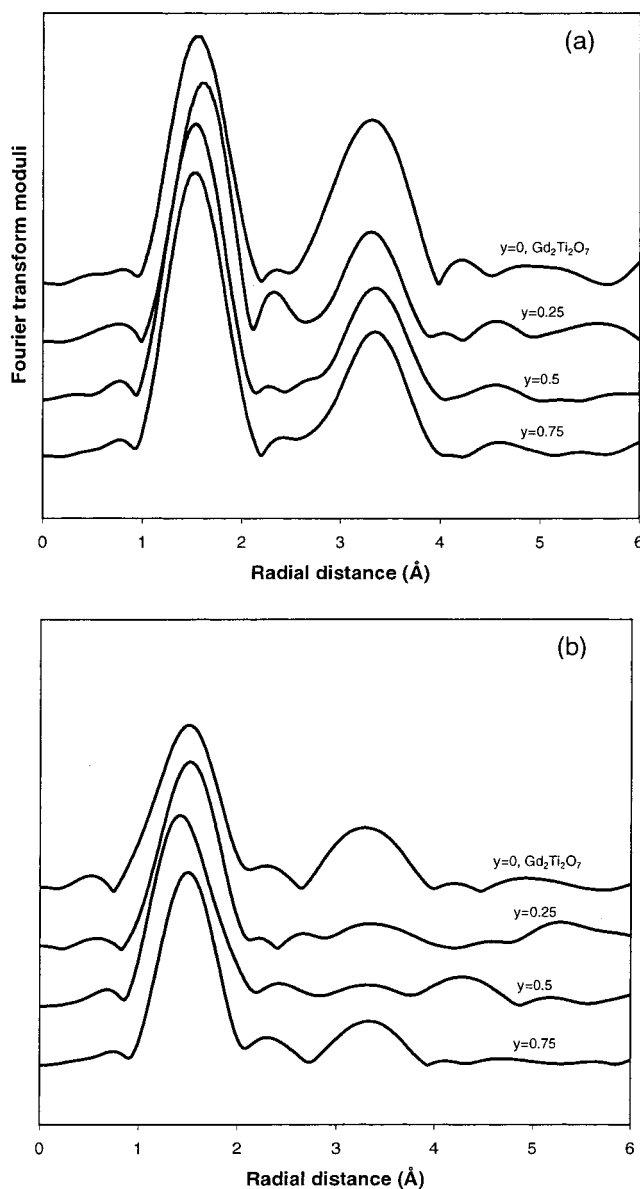 (a)
Fourier transform moduli
y=0, Gd₂Ti₂O₇
y=0.25
y=0.5
y=0.75
0 1 2 3 4 5 6
Radial distance (Å)
(b)
y=0, Gd₂Ti₂O₇
y=0.25
y=0.5
y=0.75
0 1 2 3 4 5 6
Radial distance (Å)